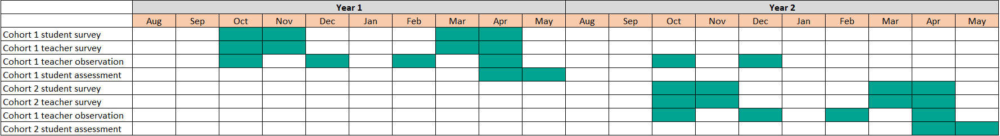 Year 1 Year 2
Aug Sep Oct Nov Dec Jan Feb Mar Apr May Aug Sep Oct Nov Dec Jan Feb Mar Apr May
Cohort 1 student survey
Cohort 1 teacher survey
Cohort 1 teacher observation
Cohort 1 student assessment
Cohort 2 student survey
Cohort 2 teacher survey
Cohort 1 teacher observation
Cohort 2 student assessment